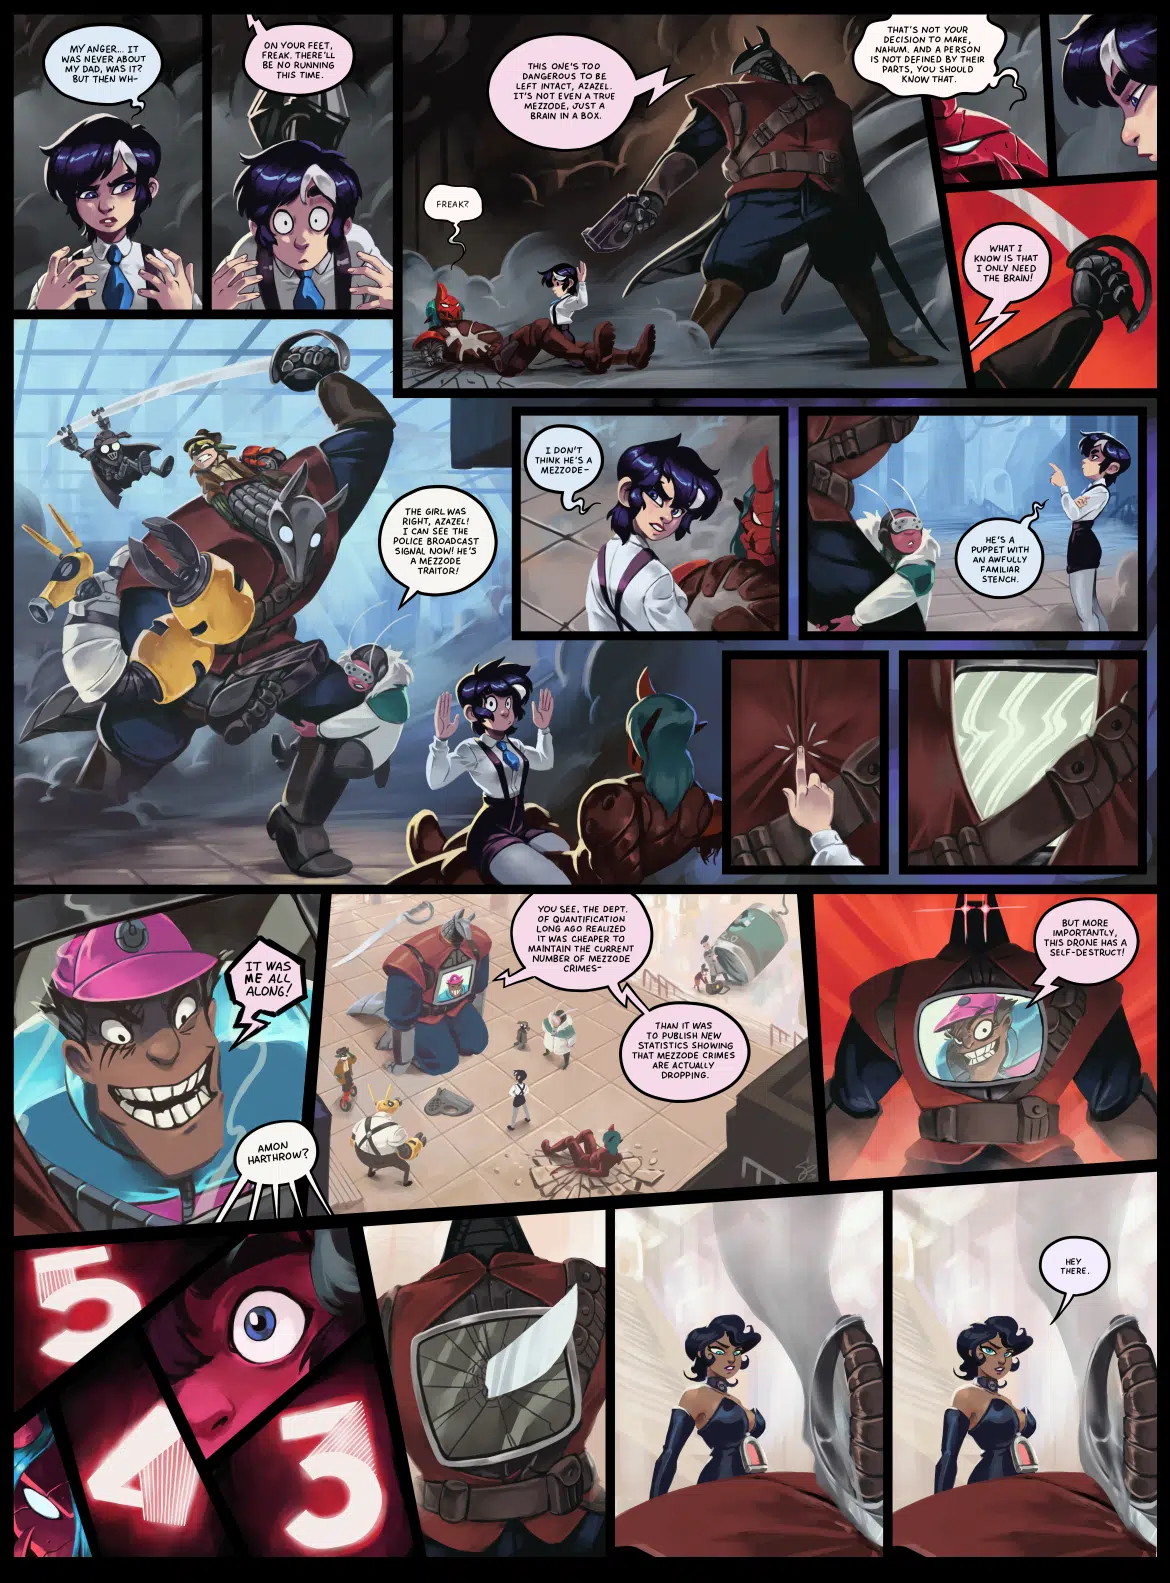 MY ANGER... IT
WAS NEVER ABOUT
MY DAD, WAS IT?
BUT THEN WH-
ON YOUR FEET,
FREAK. THERE'LL
BE NO RUNNING
THIS TIME.
THIS ONE'S TOO
DANGEROUS TO BE
LEFT INTACT, AZAZEL.
IT'S NOT EVEN A TRUE
MEZZODE, JUST A
BRAIN IN A BOX.
FREAK?
THAT'S NOT YOUR
DECISION TO MAKE,
NAHUM. AND A PERSON
IS NOT DEFINED BY THEIR
PARTS, YOU SHOULD
KNOW THAT.
WHAT I
KNOW IS THAT
I ONLY NEED
THE BRAIN!
THE GIRL WAS
RIGHT, AZAZEL!
I CAN SEE THE
POLICE BROADCAST
SIGNAL NOW! HE'S
A MEZZODE
TRAITOR!
I DON'T
THINK HE'S A
MEZZODE-
HE'S A
PUPPET WITH
AN AWFULLY
FAMILIAR
STENCH.
IT WAS
ME ALL
ALONG!
AMON
HARTHROW?
YOU SEE, THE DEPT.
OF QUANTIFICATION
LONG AGO REALIZED
IT WAS CHEAPER TO
MAINTAIN THE CURRENT
NUMBER OF MEZZODE
CRIMES-
THAN IT WAS
TO PUBLISH NEW
STATISTICS SHOWING
THAT MEZZODE CRIMES
ARE ACTUALLY
DROPPING.
BUT MORE
IMPORTANTLY,
THIS DRONE HAS A
SELF-DESTRUCT!
5
4
3
HEY
THERE.